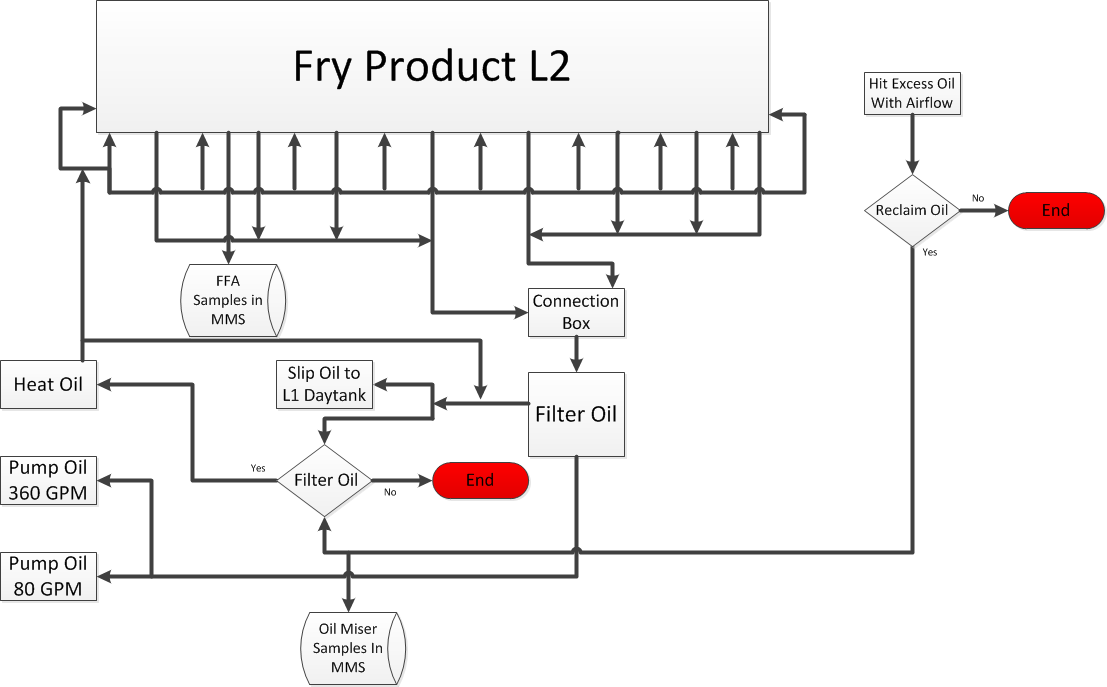 Fry Product L2
Hit Excess Oil
With Airflow
Reclaim Oil
No
End
Yes
FFA
Samples in
MMS
Connection
Box
Heat Oil
Slip Oil to
L1 Daytank
Filter Oil
Yes
Filter Oil
No
End
Pump Oil
360 GPM
Pump Oil
80 GPM
Oil Miser
Samples In
MMS